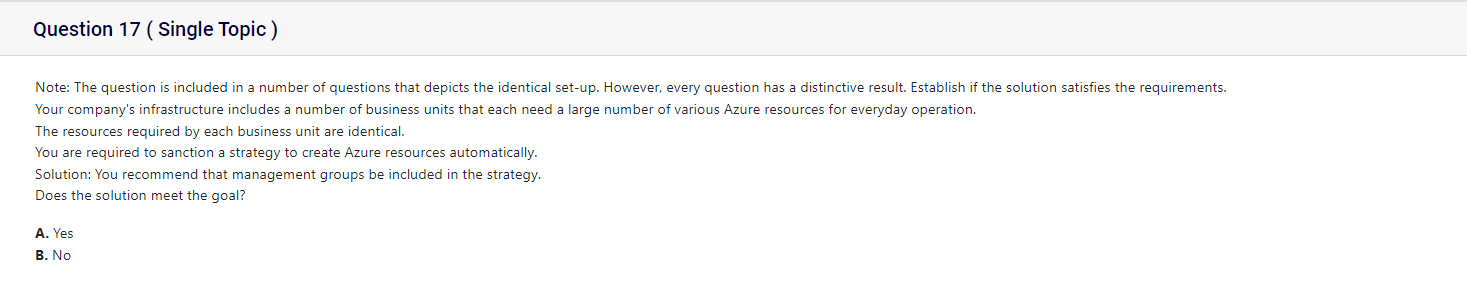 Question 17 ( Single Topic )
Note: The question is included in a number of questions that depicts the identical set-up. However, every question has a distinctive result. Establish if the solution satisfies the requirements.
Your company's infrastructure includes a number of business units that each need a large number of various Azure resources for everyday operation.
The resources required by each business unit are identical.
You are required to sanction a strategy to create Azure resources automatically.
Solution: You recommend that management groups be included in the strategy.
Does the solution meet the goal?
A. Yes
B. No